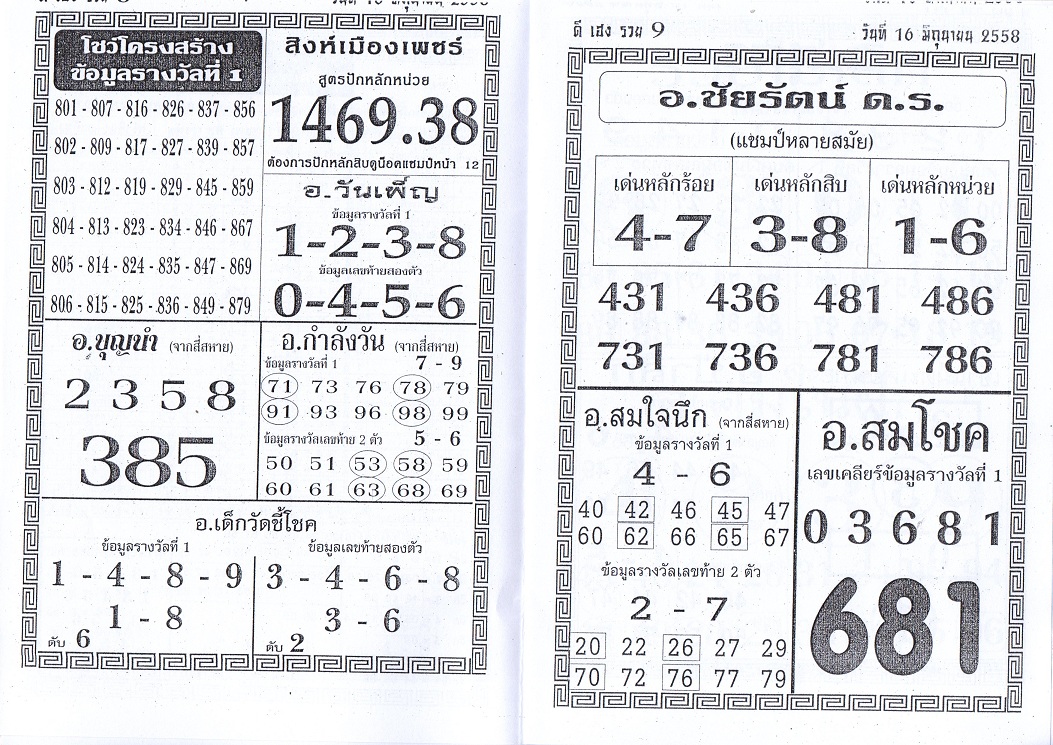 โชว์โครงสร้าง
ข้อมูลรางวัลที่ 1
801 - 807 - 816 - 826 - 837 - 856
802 - 809 - 817 - 827 - 839 - 857
803 - 812 - 819 - 829 - 845 - 859
804 - 813 - 823 - 834 - 846 - 867
805 - 814 - 824 - 835 - 847 - 869
806 - 815 - 825 - 836 - 849 - 879
สิงห์เมืองเพชร์
สูตรปักหลักหน่วย
1469.38
ต้องการปักหลักสิบดูน็อคแชมป์หน้า 12
อ.วันเพ็ญ
ข้อมูลรางวัลที่ 1
1-2-3-8
ข้อมูลเลขท้ายสองตัว
0-4-5-6
อ.บุญนำ (จากสี่สหาย)
2 3 5 8
385
อ.กำลังวัน (จากสี่สหาย)
ข้อมูลรางวัลที่ 1 7 - 9
71 73 76 78 79
91 93 96 98 99
ข้อมูลรางวัลเลขท้าย 2 ตัว 5 - 6
50 51 53 58 59
60 61 63 68 69
อ.เด็กวัดชี้โชค
ข้อมูลรางวัลที่ 1
1 - 4 - 8 - 9
1 - 8
ดับ 6
ข้อมูลเลขท้ายสองตัว
3 - 4 - 6 - 8
3 - 6
ดับ 2
ดี เฮง รวย 9 วันที่ 16 มิถุนายน 2558
อ.ชัยรัตน์ ด.ร.
(แชมป์หลายสมัย)
เด่นหลักร้อย เด่นหลักสิบ เด่นหลักหน่วย
4-7 3-8 1-6
431 436 481 486
731 736 781 786
อ.สมใจนึก (จากสี่สหาย)
ข้อมูลรางวัลที่ 1
4 - 6
40 42 46 45 47
60 62 66 65 67
ข้อมูลรางวัลเลขท้าย 2 ตัว
2 - 7
20 22 26 27 29
70 72 76 77 79
อ.สมโชค
เลขเคลียร์ข้อมูลรางวัลที่ 1
0 3 6 8 1
681